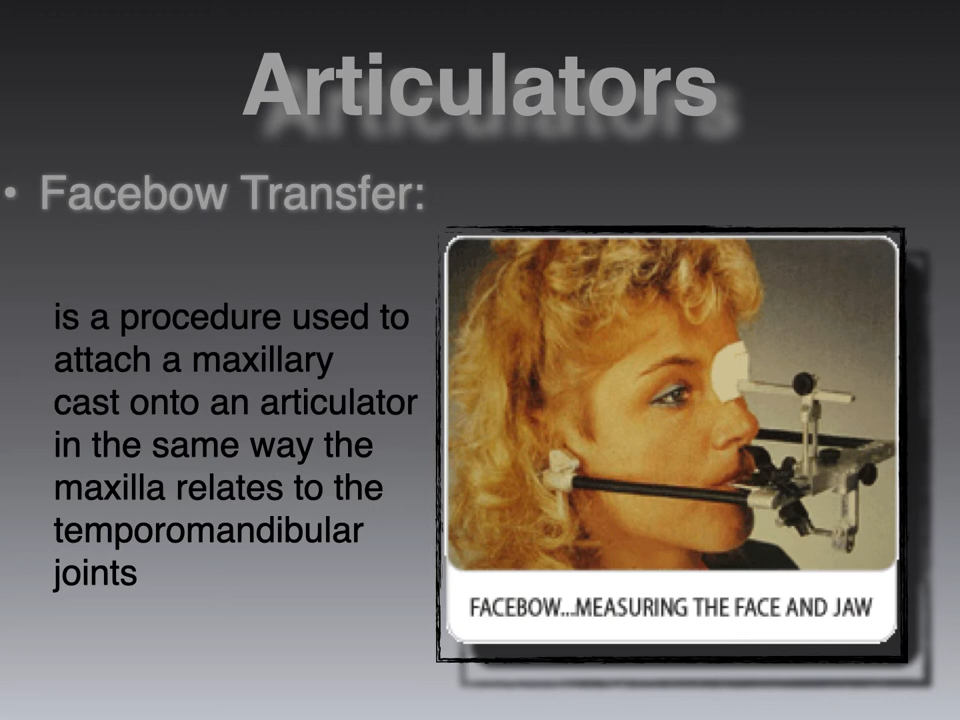 Articulators
• Facebow Transfer:
is a procedure used to
attach a maxillary
cast onto an articulator
in the same way the
maxilla relates to the
temporomandibular
joints
FACEBOW...MEASURING THE FACE AND JAW